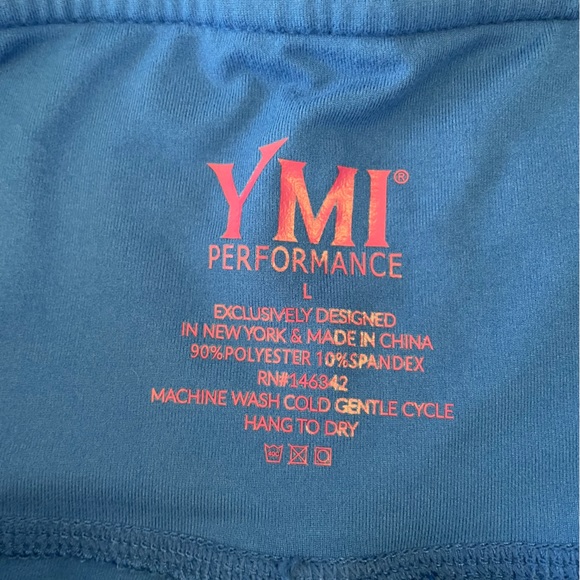 YMI®
PERFORMANCE
L
EXCLUSIVELY DESIGNED
IN NEW YORK & MADE IN CHINA
90%POLYESTER 10%SPANDEX
RN#146842
MACHINE WASH COLD GENTLE CYCLE
HANG TO DRY